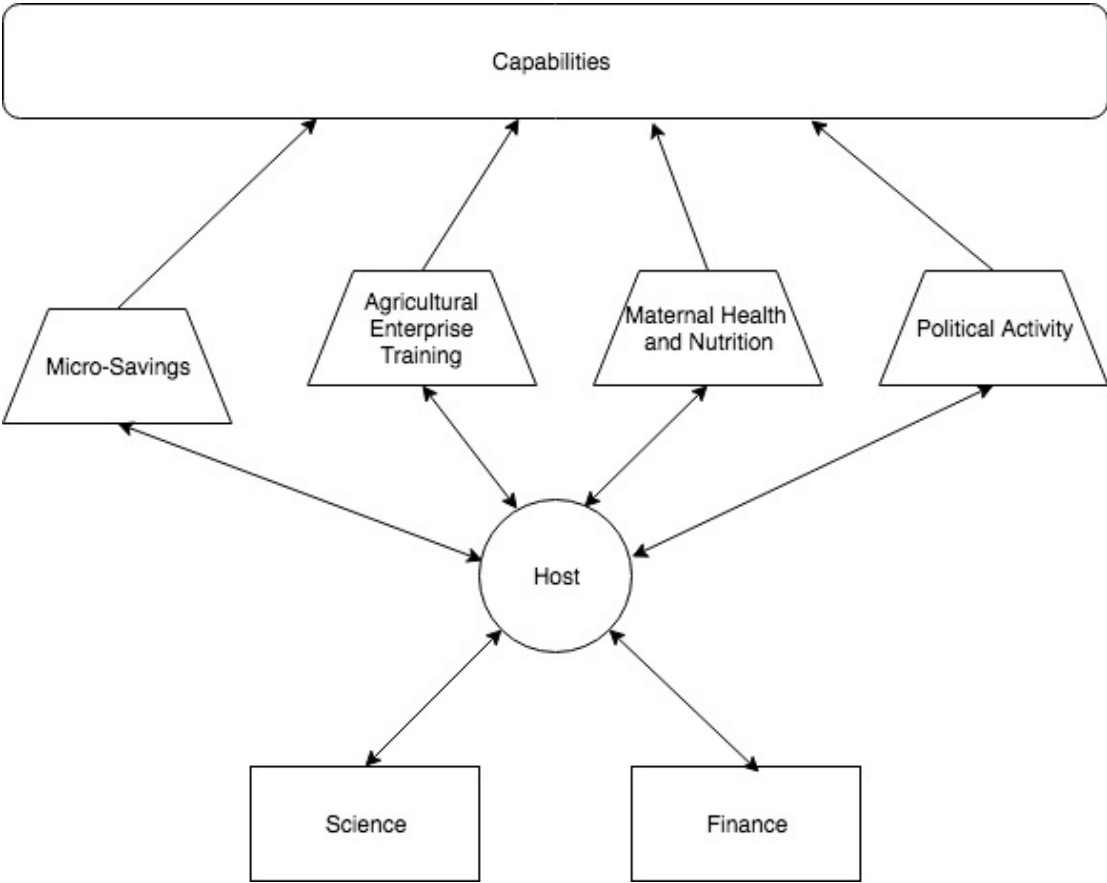 Capabilities
Micro-Savings
Agricultural
Enterprise
Training
Maternal Health
and Nutrition
Political Activity
Host
Science
Finance